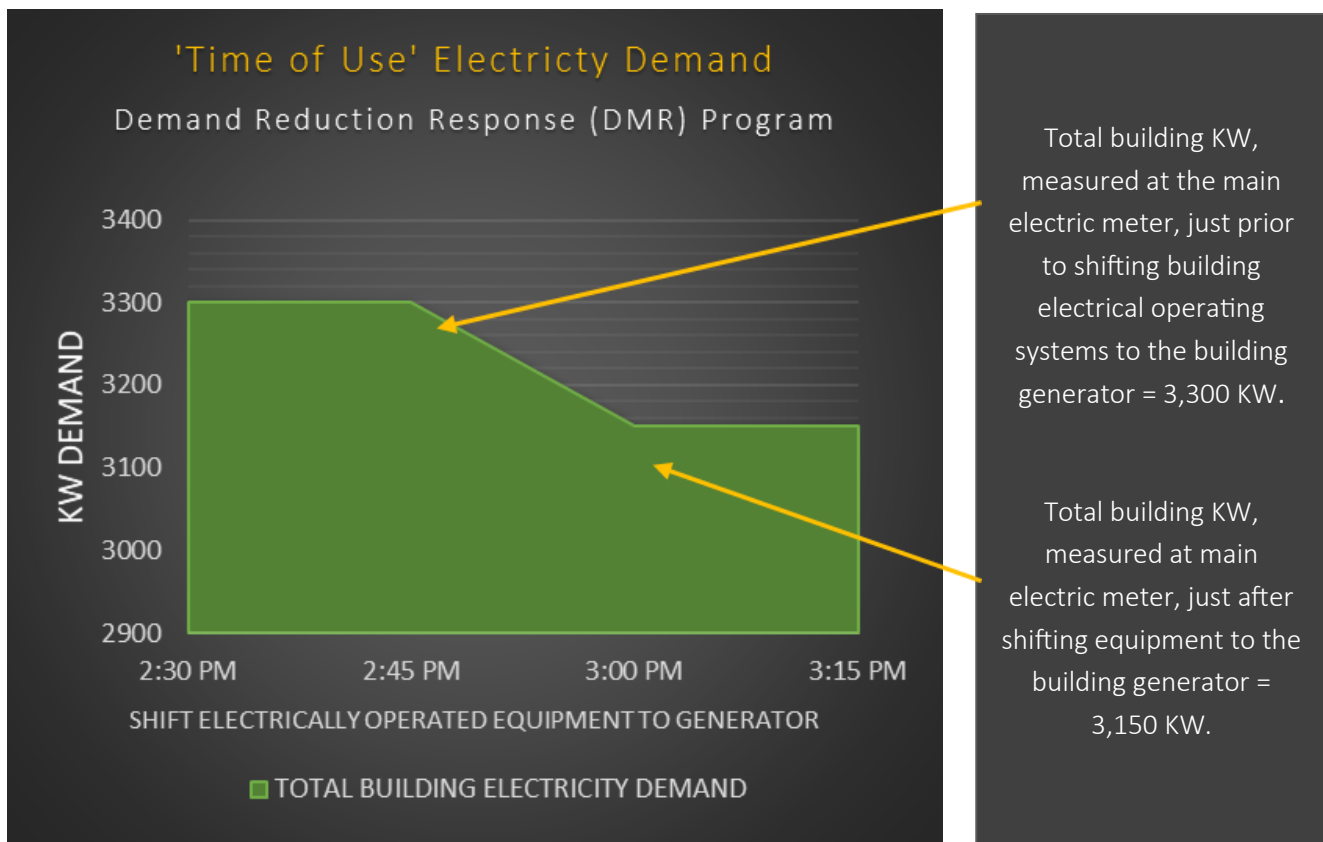 'Time of Use' Electricty Demand
Demand Reduction Response (DMR) Program
3400
3300
3200
3100
3000
2900
KW DEMAND
2:30 PM 2:45 PM 3:00 PM 3:15 PM
SHIFT ELECTRICALLY OPERATED EQUIPMENT TO GENERATOR
TOTAL BUILDING ELECTRICITY DEMAND
Total building KW,
measured at the main
electric meter, just prior
to shifting building
electrical operating
systems to the building
generator = 3,300 KW.
Total building KW,
measured at main
electric meter, just after
shifting equipment to the
building generator =
3,150 KW.